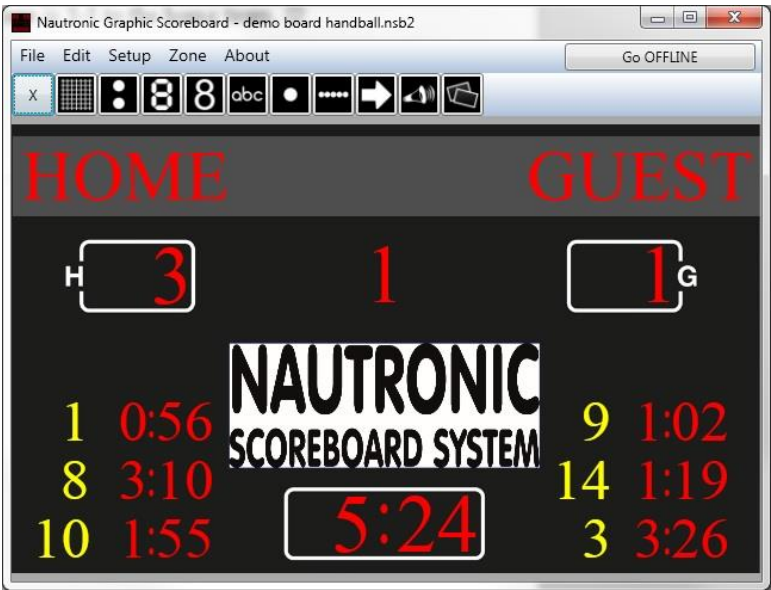 Nautronic Graphic Scoreboard - demo board handball.nsb2
File Edit Setup Zone About Go OFFLINE
X 8 8 abc
HOME GUEST
H 3 1 1 G
NAUTRONIC
SCOREBOARD SYSTEM
1 0:56 9 1:02
8 3:10 14 1:19
10 1:55 5:24 3 3:26